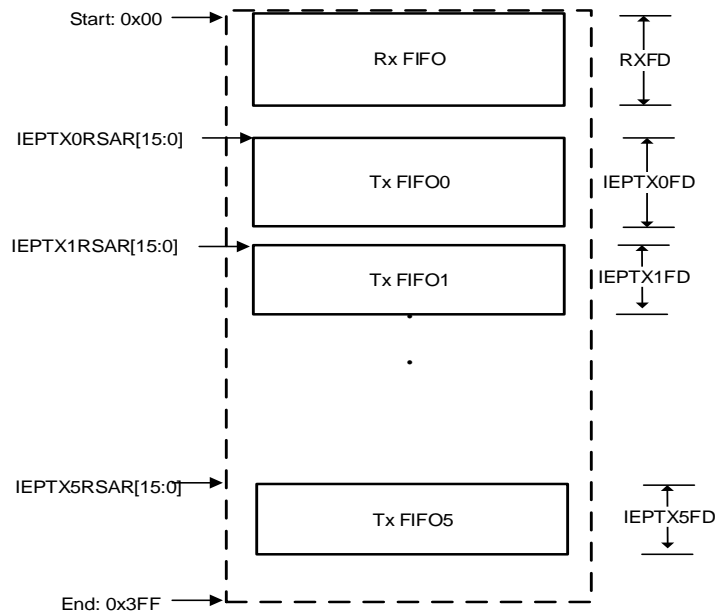 Start: 0x00
Rx FIFO
RXFD
IEPTX0RSAR[15:0]
Tx FIFO0
IEPTX0FD
IEPTX1RSAR[15:0]
Tx FIFO1
IEPTX1FD
IEPTX5RSAR[15:0]
Tx FIFO5
IEPTX5FD
End: 0x3FF